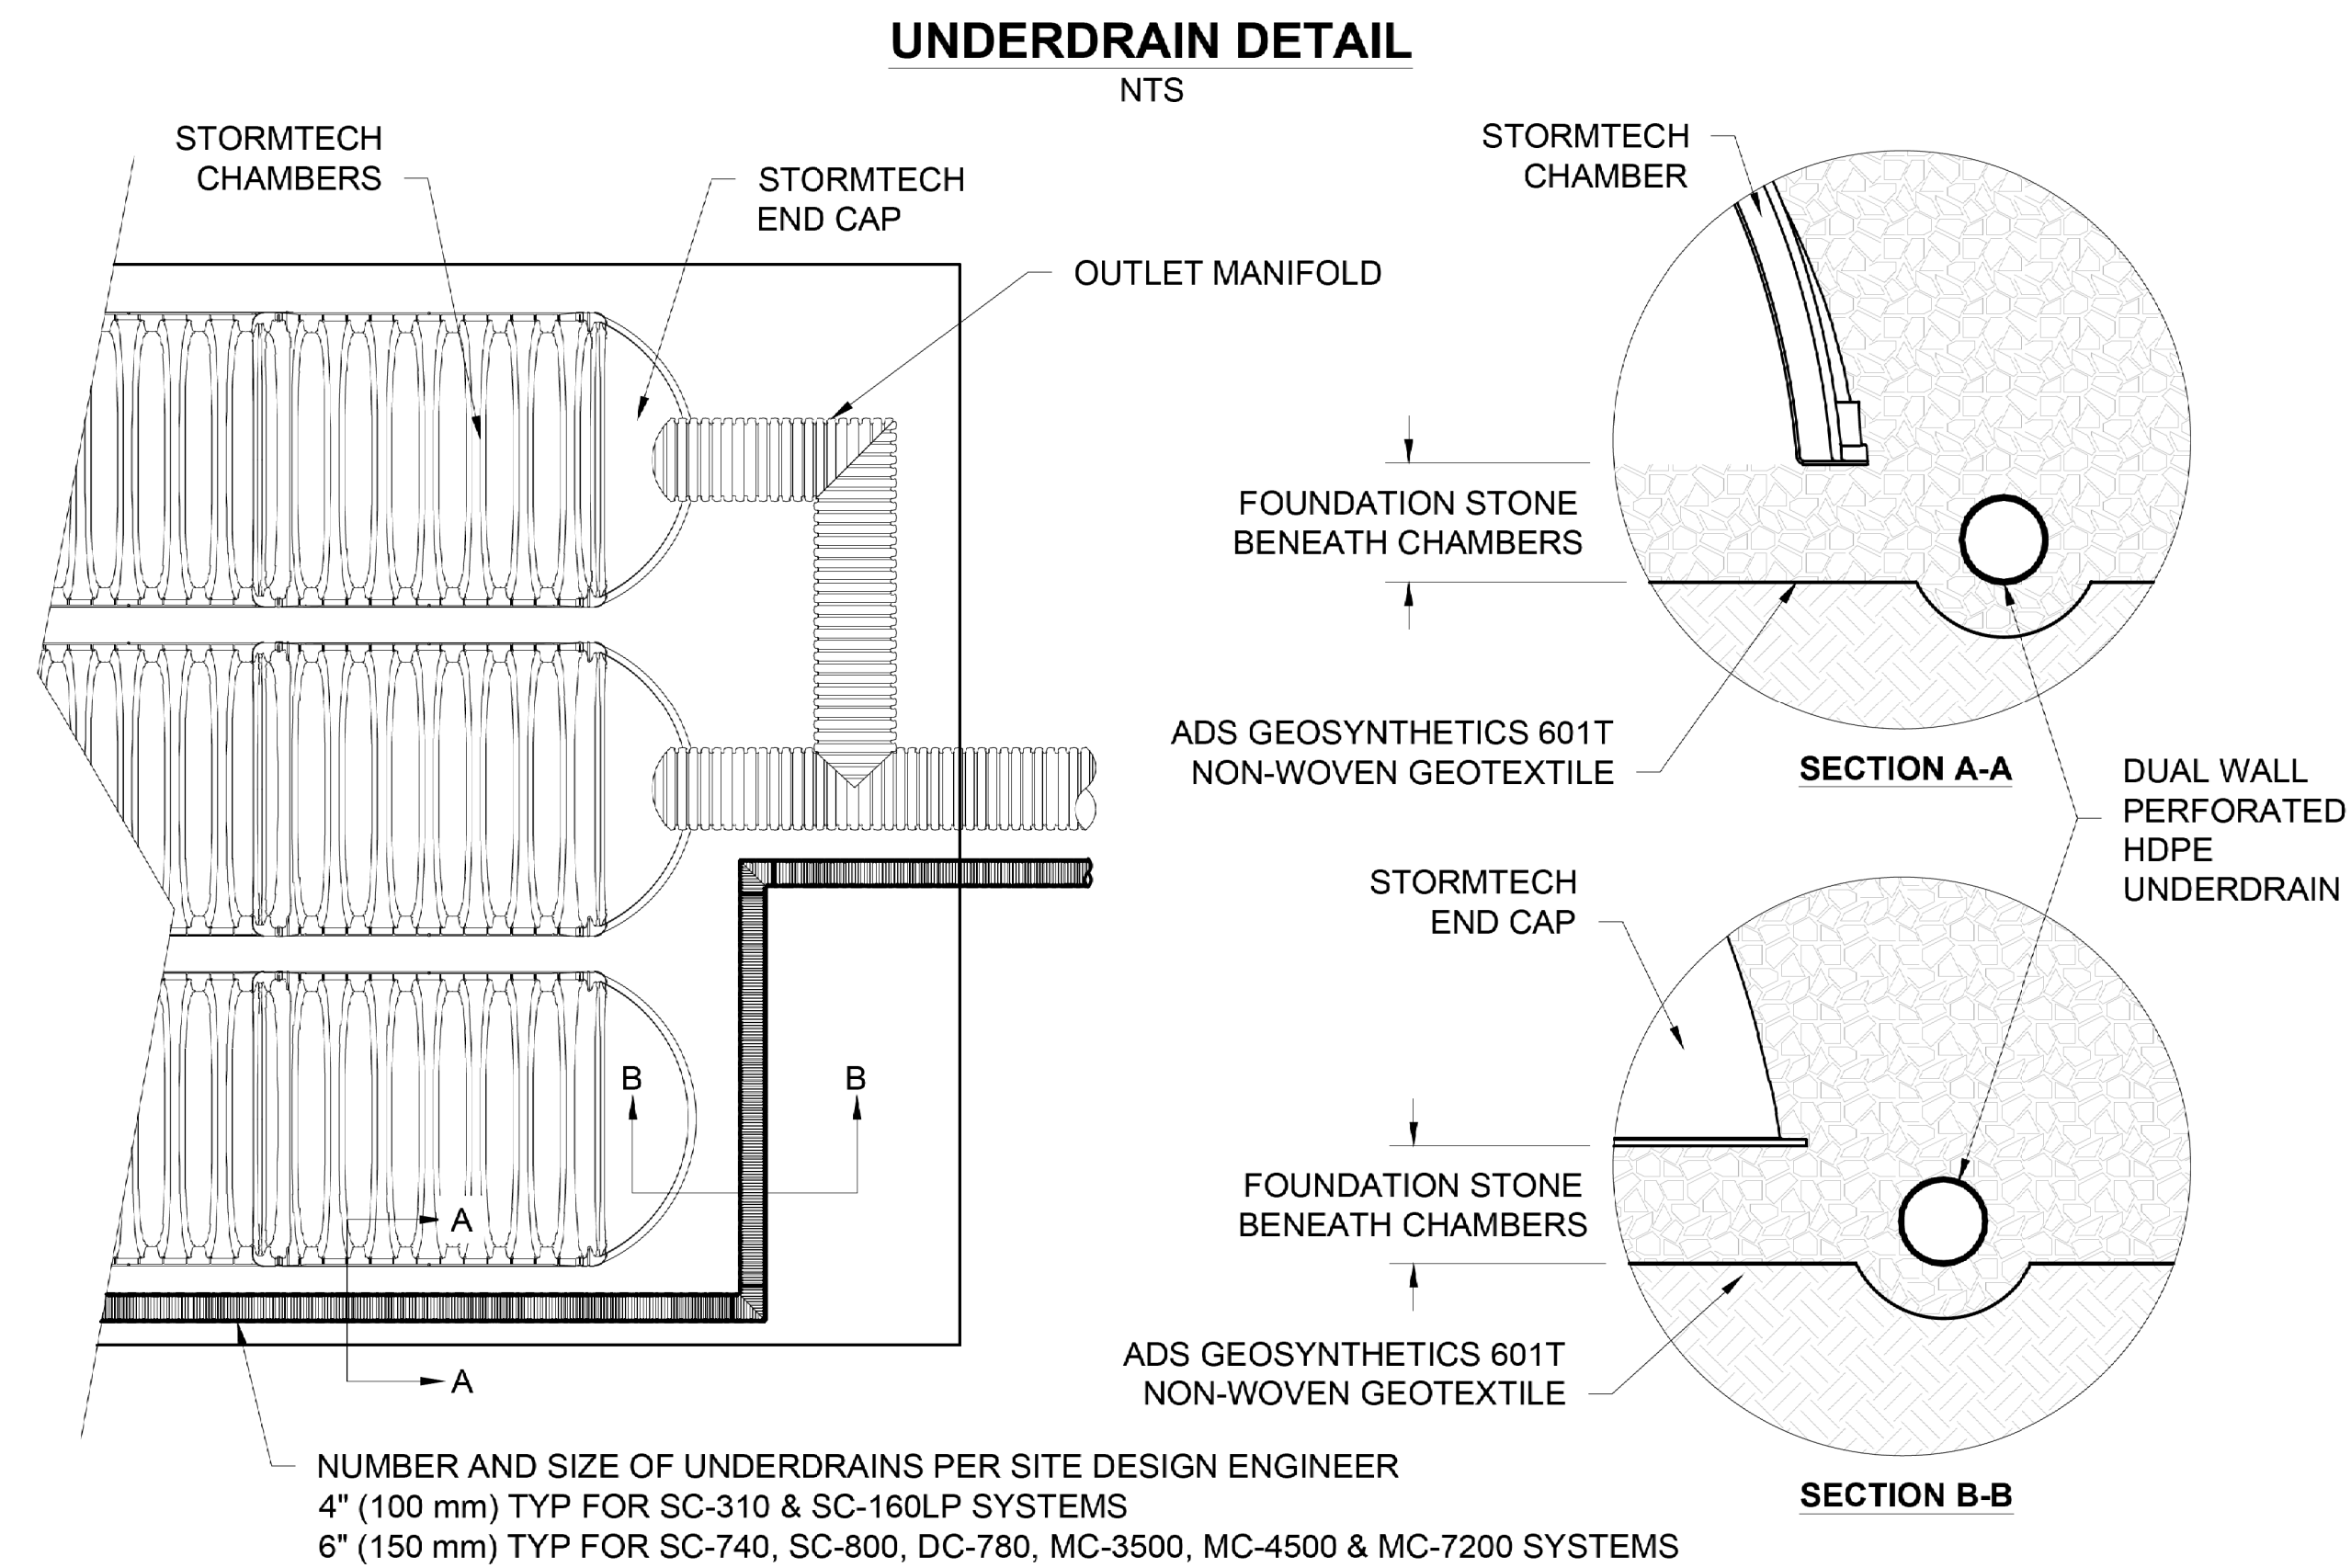 UNDERDRAIN DETAIL
NTS
STORMTECH
CHAMBERS
STORMTECH
END CAP
OUTLET MANIFOLD
STORMTECH
CHAMBER
FOUNDATION STONE
BENEATH CHAMBERS
ADS GEOSYNTHETICS 601T
NON-WOVEN GEOTEXTILE
SECTION A-A
DUAL WALL
PERFORATED
HDPE
UNDERDRAIN
STORMTECH
END CAP
B B
FOUNDATION STONE
BENEATH CHAMBERS
A
A
ADS GEOSYNTHETICS 601T
NON-WOVEN GEOTEXTILE
SECTION B-B
NUMBER AND SIZE OF UNDERDRAINS PER SITE DESIGN ENGINEER
4" (100 mm) TYP FOR SC-310 & SC-160LP SYSTEMS
6" (150 mm) TYP FOR SC-740, SC-800, DC-780, MC-3500, MC-4500 & MC-7200 SYSTEMS